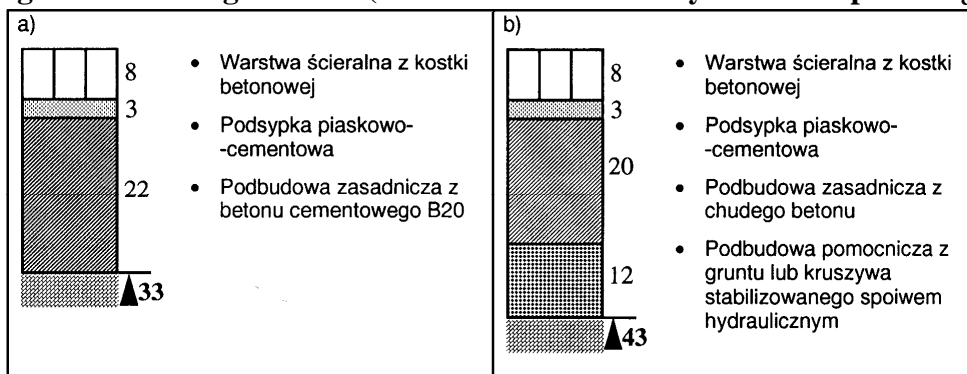 a)
8
3
22
33
• Warstwa ścieralna z kostki
betonowej
• Podsypka piaskowo-
-cementowa
• Podbudowa zasadnicza z
betonu cementowego B20
b)
8
3
20
12
43
• Warstwa ścieralna z kostki
betonowej
• Podsypka piaskowo-
-cementowa
• Podbudowa zasadnicza z
chudego betonu
• Podbudowa pomocnicza z
gruntu lub kruszywa
stabilizowanego spoiwem
hydraulicznym